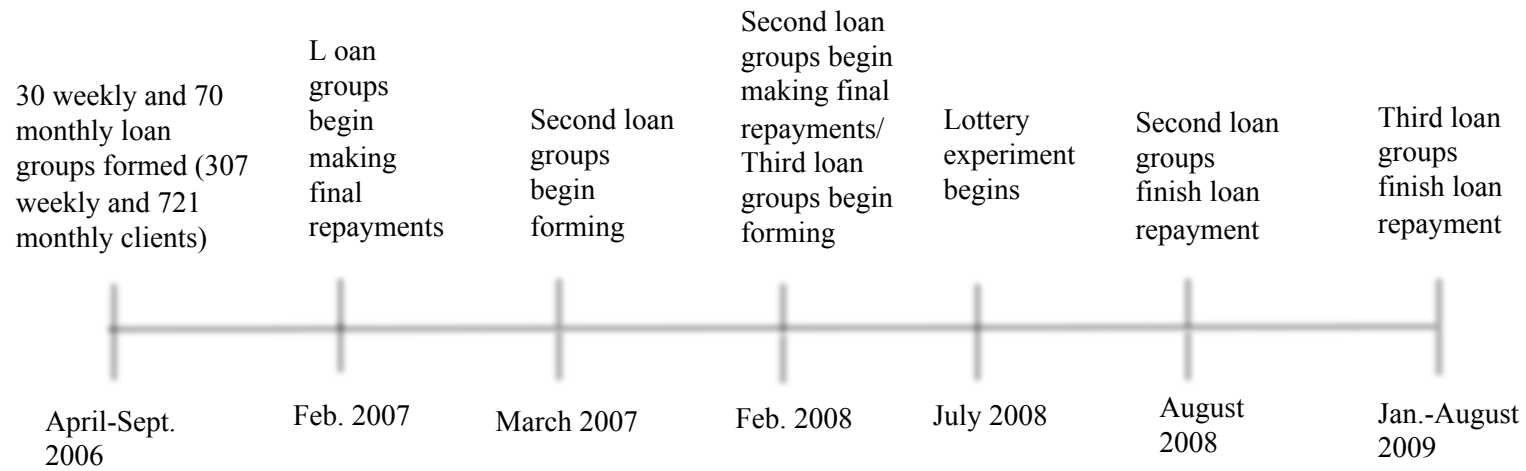 30 weekly and 70
monthly loan
groups formed (307
weekly and 721
monthly clients)
L oan
groups
begin
making
final
repayments
Second loan
groups
begin
forming
Second loan
groups begin
making final
repayments/
Third loan
groups begin
forming
Lottery
experiment
begins
Second loan
groups
finish loan
repayment
Third loan
groups
finish loan
repayment
April-Sept.
2006
Feb. 2007
March 2007
Feb. 2008
July 2008
August
2008
Jan.-August
2009